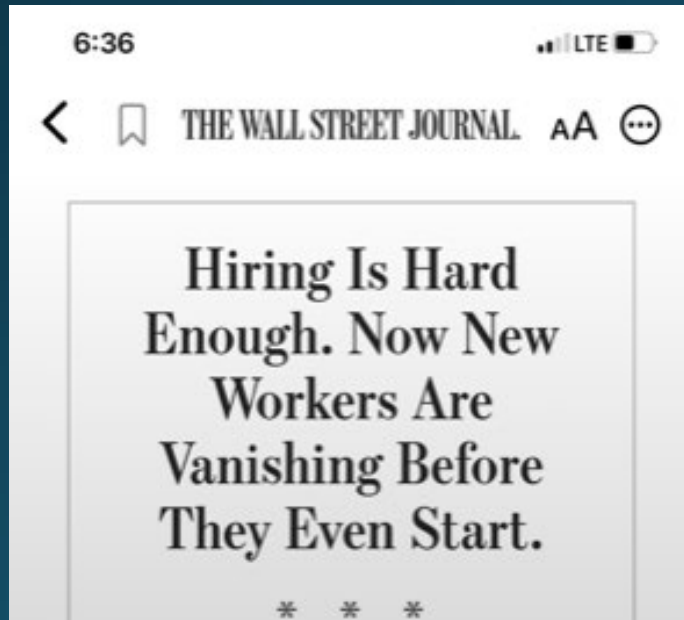 6:36 LTE
THE WALL STREET JOURNAL. AA
Hiring Is Hard
Enough. Now New
Workers Are
Vanishing Before
They Even Start.
* * *